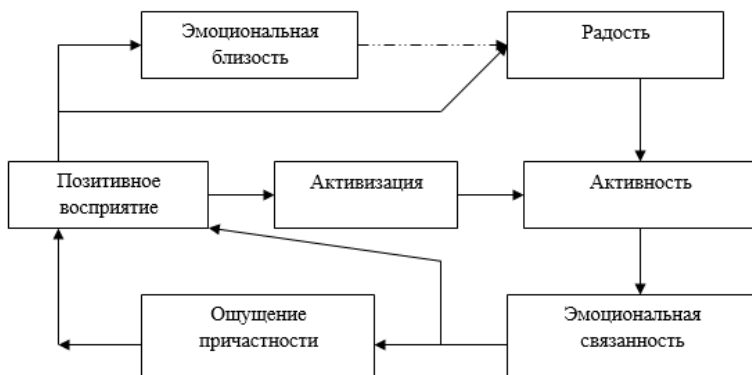 Эмоциональная
близость
Радость
Позитивное
восприятие
Активизация
Активность
Ощущение
причастности
Эмоциональная
связанность